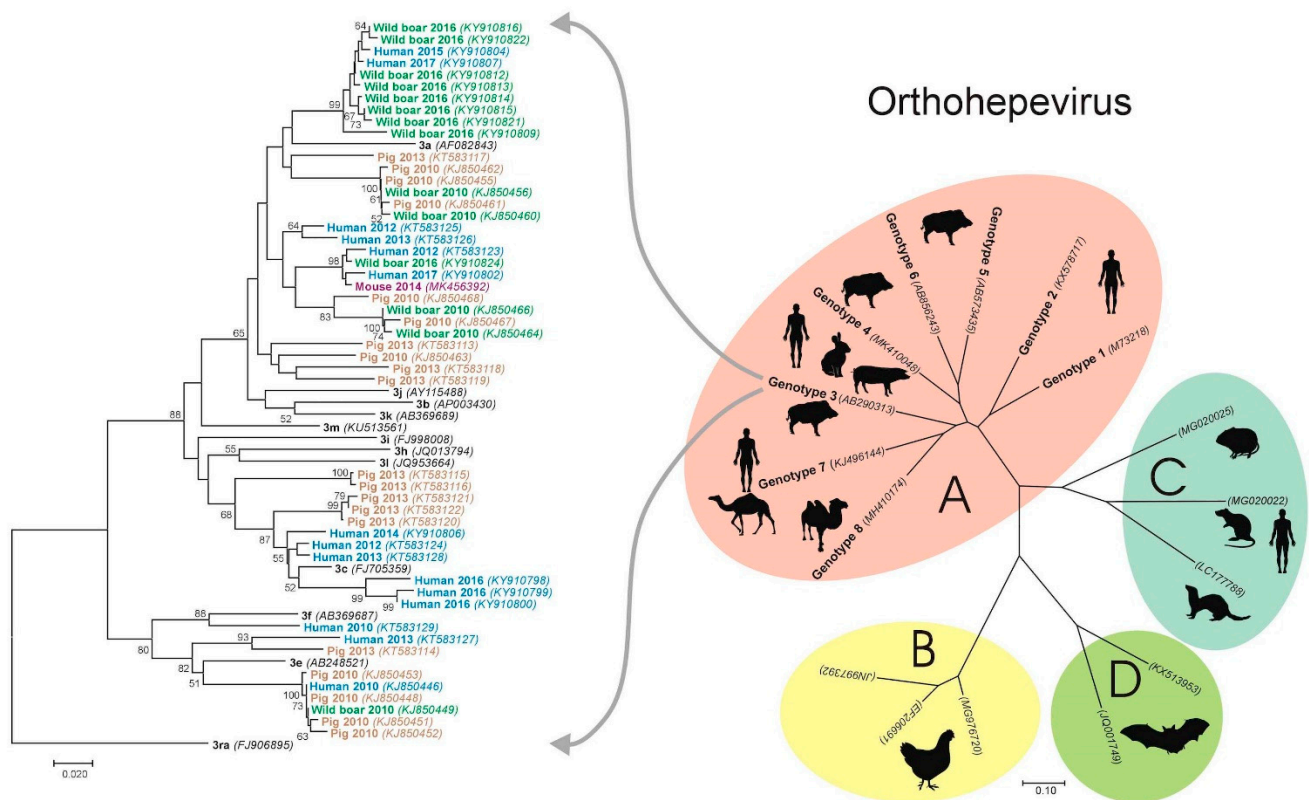 64
Wild boar 2016 (KY910816)
Wild boar 2016 (KY910822)
Human 2015 (KY910804)
Human 2017 (KY910807)
Wild boar 2016 (KY910812)
Wild boar 2016 (KY910813)
99
Wild boar 2016 (KY910814)
67
Wild boar 2016 (KY910815)
73
Wild boar 2016 (KY910821)
Wild boar 2016 (KY910809)
3a (AF082843)
Pig 2013 (KT583117)
Pig 2010 (KJ850462)
Pig 2010 (KJ850455)
100
Wild boar 2010 (KJ850456)
61
Pig 2010 (KJ850461)
52
Wild boar 2010 (KJ850460)
64
Human 2012 (KT583125)
Human 2013 (KT583126)
Human 2012 (KT583123)
98
Wild boar 2016 (KY910824)
Human 2017 (KY910802)
Mouse 2014 (MK456392)
Pig 2010 (KJ850468)
83
Wild boar 2010 (KJ850466)
100
Pig 2010 (KJ850467)
74
Wild boar 2010 (KJ850464)
65
Pig 2013 (KT583113)
Pig 2010 (KJ850463)
Pig 2013 (KT583118)
Pig 2013 (KT583119)
3j (AY115488)
3b (AP003430)
52
3k (AB369689)
88
3m (KU513561)
3i (FJ998008)
55
3h (JQ013794)
3l (JQ953664)
100
Pig 2013 (KT583115)
Pig 2013 (KT583116)
79
Pig 2013 (KT583121)
99
Pig 2013 (KT583122)
68
Pig 2013 (KT583120)
87
Human 2014 (KY910806)
Human 2012 (KT583124)
55
Human 2013 (KT583128)
3c (FJ705359)
52
Human 2016 (KY910798)
99
Human 2016 (KY910799)
99
Human 2016 (KY910800)
88
3f (AB369687)
Human 2010 (KT583129)
80
93
Human 2013 (KT583127)
Pig 2013 (KT583114)
82
3e (AB248521)
51
Pig 2010 (KJ850453)
100
Human 2010 (KJ850446)
73
Pig 2010 (KJ850448)
Wild boar 2010 (KJ850449)
Pig 2010 (KJ850451)
63
Pig 2010 (KJ850452)
3ra (FJ906895)
0.020
Orthohepevirus
Genotype 6 (AB856243)
Genotype 5 (AB573435)
Genotype 2 (KX578717)
Genotype 1 (M73218)
Genotype 4 (MK410048)
Genotype 3 (AB290313)
Genotype 7 (KJ496144)
Genotype 8 (MH410174)
A
(MG020025)
C
(MG020022)
(LC177788)
B
(JN997392)
(EF206691)
(MG976720)
D
(KX513953)
(JQ001749)
0.10